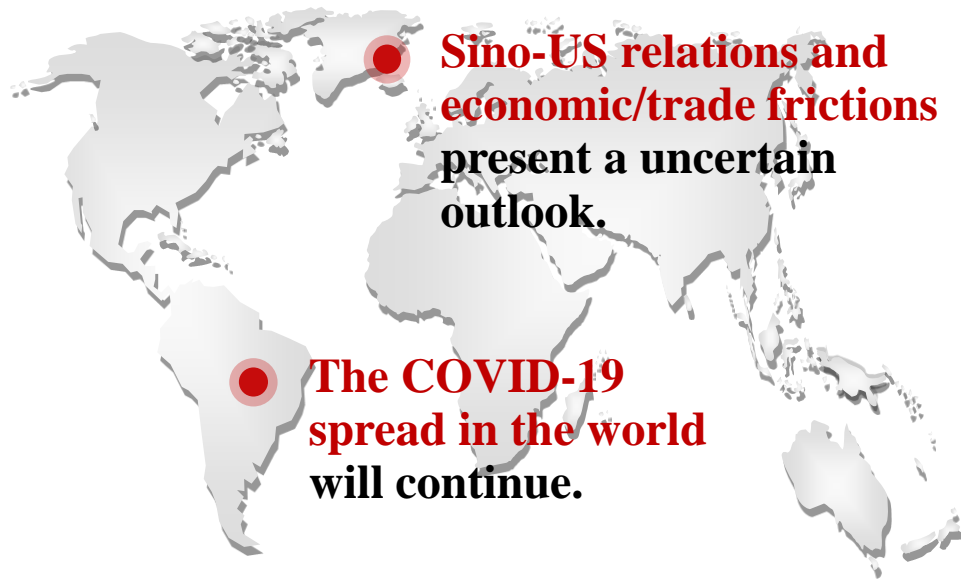 Sino-US relations and
economic/trade frictions
present a uncertain
outlook.
The COVID-19
spread in the world
will continue.